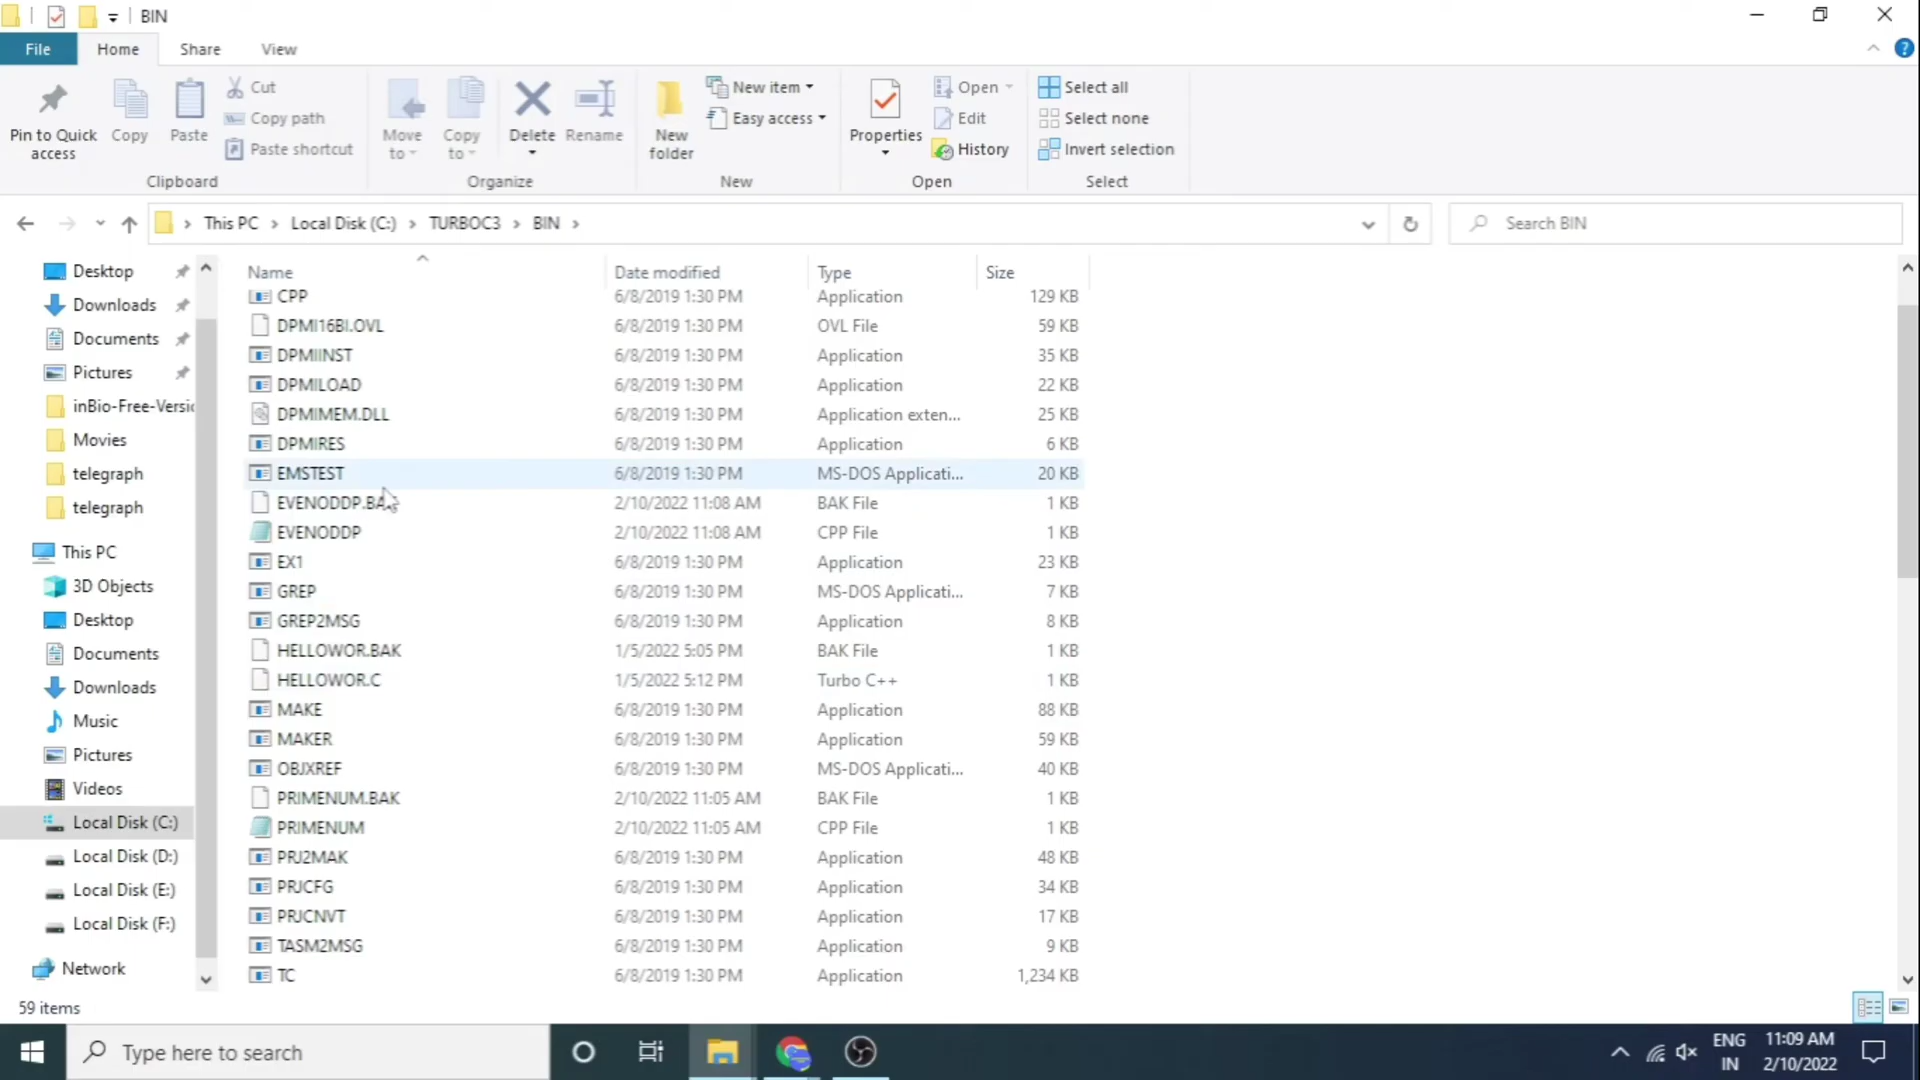 BIN
File Home Share View
Pin to Quick access
Copy
Paste
Cut
Copy path
Paste shortcut
Clipboard
Move to
Copy to
Delete
Rename
Organize
New folder
New item
Easy access
New
Properties
Open
Edit
History
Open
Select all
Select none
Invert selection
Select
This PC > Local Disk (C:) > TURBOC3 > BIN >
Search BIN
Desktop
Downloads
Documents
Pictures
inBio-Free-Versic
Movies
telegraph
telegraph
This PC
3D Objects
Desktop
Documents
Downloads
Music
Pictures
Videos
Local Disk (C:)
Local Disk (D:)
Local Disk (E:)
Local Disk (F:)
Network
Name Date modified Type Size
CPP 6/8/2019 1:30 PM Application 129 KB
DPMI16BI.OVL 6/8/2019 1:30 PM OVL File 59 KB
DPMIINST 6/8/2019 1:30 PM Application 35 KB
DPMILOAD 6/8/2019 1:30 PM Application 22 KB
DPMIMEM.DLL 6/8/2019 1:30 PM Application exten... 25 KB
DPMIRES 6/8/2019 1:30 PM Application 6 KB
EMSTEST 6/8/2019 1:30 PM MS-DOS Applicati... 20 KB
EVENODDP.BAK 2/10/2022 11:08 AM BAK File 1 KB
EVENODDP 2/10/2022 11:08 AM CPP File 1 KB
EX1 6/8/2019 1:30 PM Application 23 KB
GREP 6/8/2019 1:30 PM MS-DOS Applicati... 7 KB
GREP2MSG 6/8/2019 1:30 PM Application 8 KB
HELLOWOR.BAK 1/5/2022 5:05 PM BAK File 1 KB
HELLOWOR.C 1/5/2022 5:12 PM Turbo C++ 1 KB
MAKE 6/8/2019 1:30 PM Application 88 KB
MAKER 6/8/2019 1:30 PM Application 59 KB
OBJXREF 6/8/2019 1:30 PM MS-DOS Applicati... 40 KB
PRIMENUM.BAK 2/10/2022 11:05 AM BAK File 1 KB
PRIMENUM 2/10/2022 11:05 AM CPP File 1 KB
PRJ2MAK 6/8/2019 1:30 PM Application 48 KB
PRJCFG 6/8/2019 1:30 PM Application 34 KB
PRJCNVT 6/8/2019 1:30 PM Application 17 KB
TASM2MSG 6/8/2019 1:30 PM Application 9 KB
TC 6/8/2019 1:30 PM Application 1,234 KB
59 items
Type here to search
ENG
IN
11:09 AM
2/10/2022